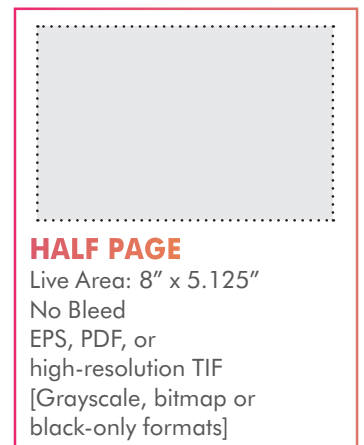 HALF PAGE
Live Area: 8” x 5.125”
No Bleed
EPS, PDF, or
high-resolution TIF
[Grayscale, bitmap or
black-only formats]